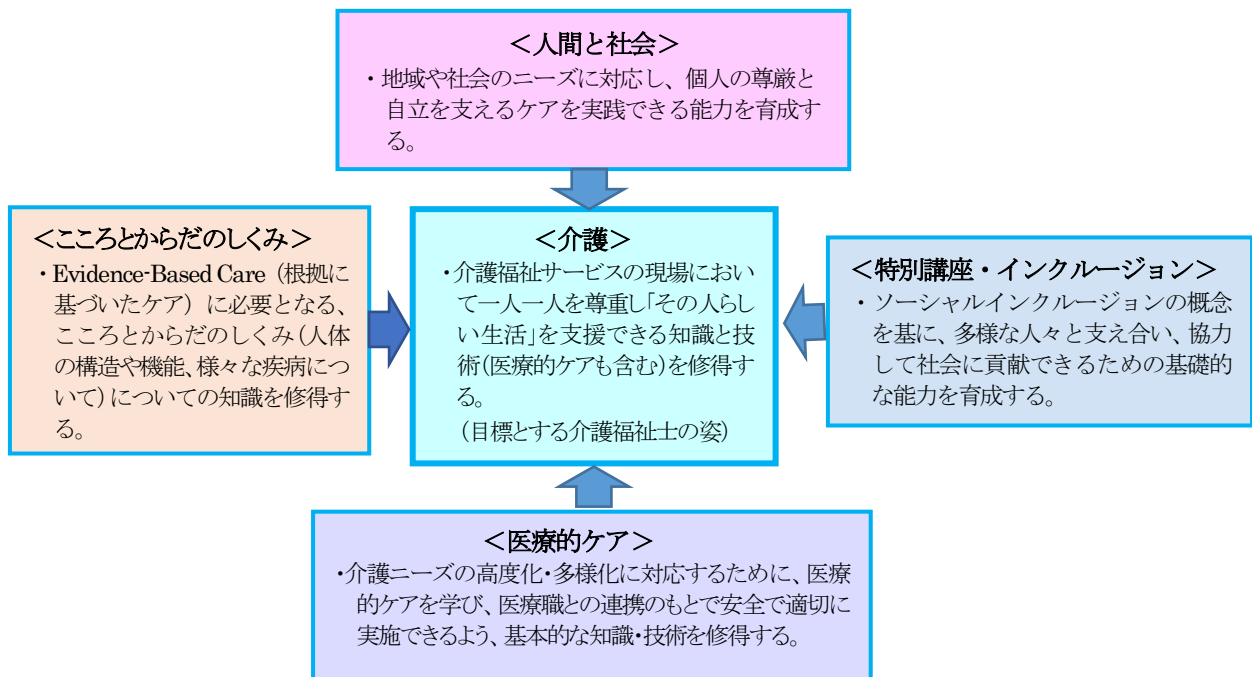 ＜人間と社会＞
・地域や社会のニーズに対応し、個人の尊厳と
自立を支えるケアを実践できる能力を育成す
る。
＜こころとからだのしくみ＞
・Evidence-Based Care（根拠に
基づいたケア）に必要となる、
こころとからだのしくみ（人体
の構造や機能、様々な疾病につ
いて）についての知識を修得す
る。
＜介護＞
・介護福祉サービスの現場におい
て一人一人を尊重し「その人らし
い生活」を支援できる知識と技
術（医療的ケアも含む）を修得す
る。
（目標とする介護福祉士の姿）
＜特別講座・インクルージョン＞
・ソーシャルインクルージョンの概念
を基に、多様な人々と支え合い、協力
して社会に貢献できるための基礎的
な能力を育成する。
＜医療的ケア＞
・介護ニーズの高度化・多様化に対応するために、医療
的ケアを学び、医療職との連携のもとで安全で適切に
実施できるよう、基本的な知識・技術を修得する。